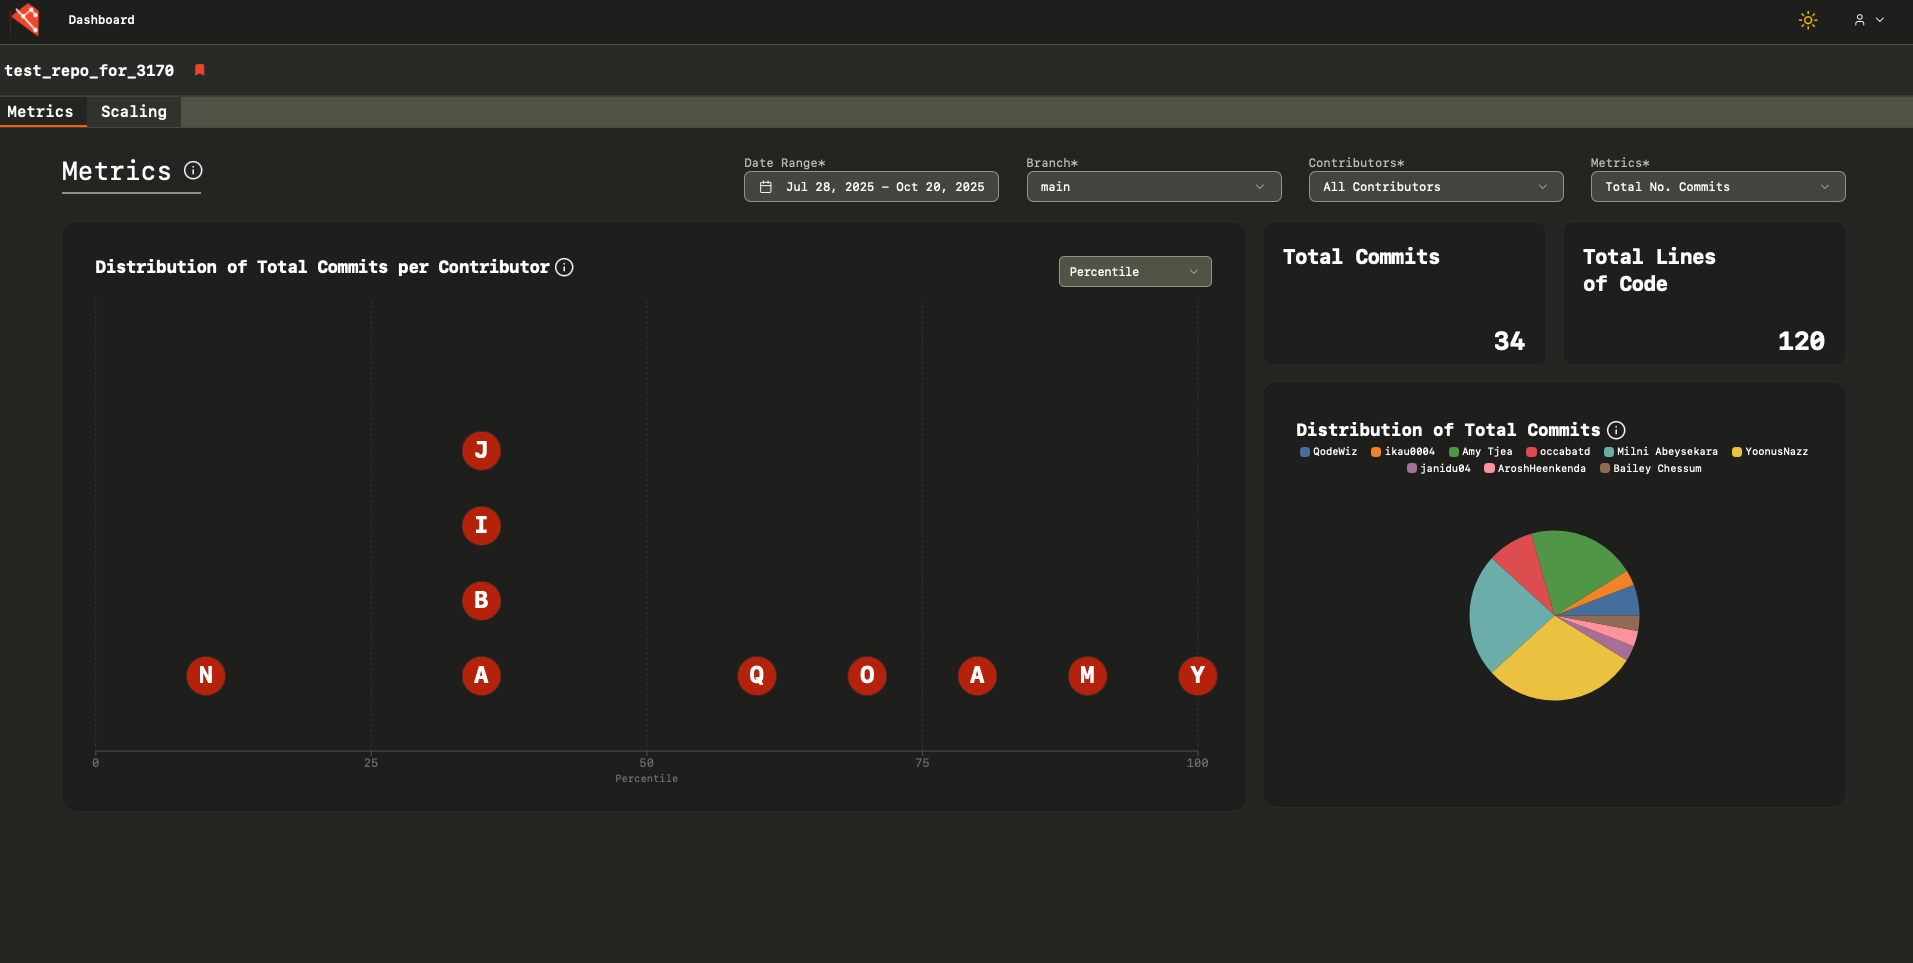 Dashboard
test_repo_for_3170
Metrics Scaling
Metrics
Date Range*
Jul 28, 2025 – Oct 20, 2025
Branch*
main
Contributors*
All Contributors
Metrics*
Total No. Commits
Distribution of Total Commits per Contributor
Percentile
J
I
B
N A Q O A M Y
0 25 50 75 100
Percentile
Total Commits
34
Total Lines
of Code
120
Distribution of Total Commits
QodeWiz ikau0004 Amy Tjea occabatd Milni Abeysekara YoonusNazz
janidu04 AroshHeenkenda Bailey Chessum